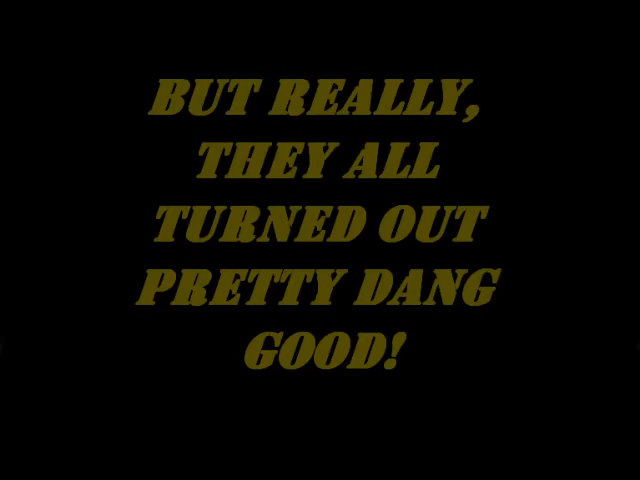 BUT REALLY,
THEY ALL
TURNED OUT
PRETTY DANG
GOOD!